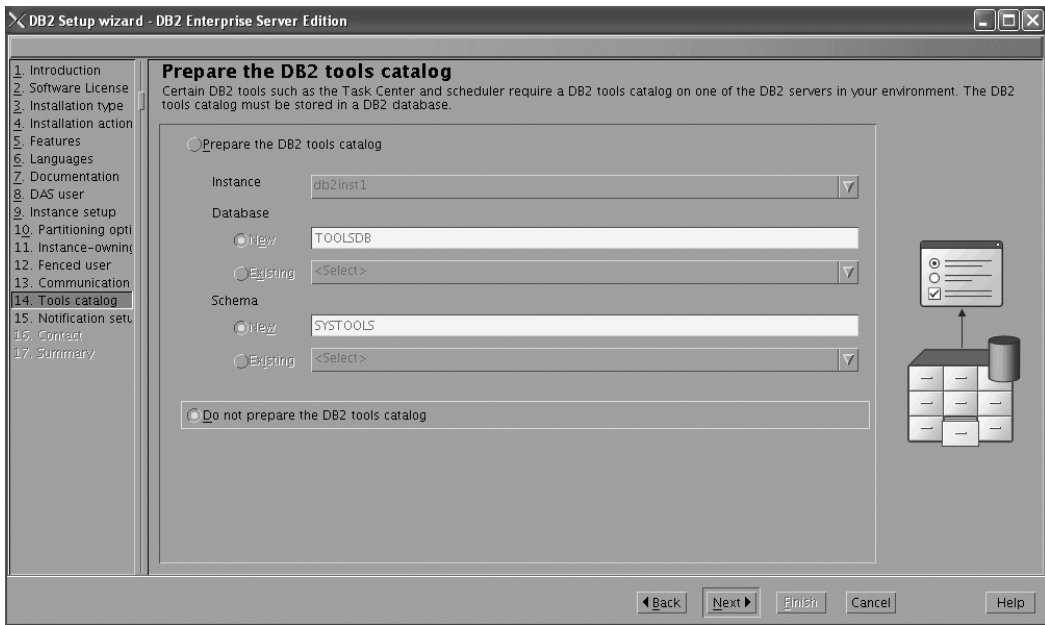 DB2 Setup wizard - DB2 Enterprise Server Edition
1. Introduction
2. Software License
3. Installation type
4. Installation action
5. Features
6. Languages
7. Documentation
8. DAS user
9. Instance setup
10. Partitioning opti
11. Instance-owning
12. Fenced user
13. Communication
14. Tools catalog
15. Notification setu
16. Contact
17. Summary
Prepare the DB2 tools catalog
Certain DB2 tools such as the Task Center and scheduler require a DB2 tools catalog on one of the DB2 servers in your environment. The DB2
tools catalog must be stored in a DB2 database.
Prepare the DB2 tools catalog
Instance
db2inst1
Database
New
TOOLSDB
Existing
<Select>
Schema
New
SYSTOOLS
Existing
<Select>
Do not prepare the DB2 tools catalog
Back
Next
Finish
Cancel
Help